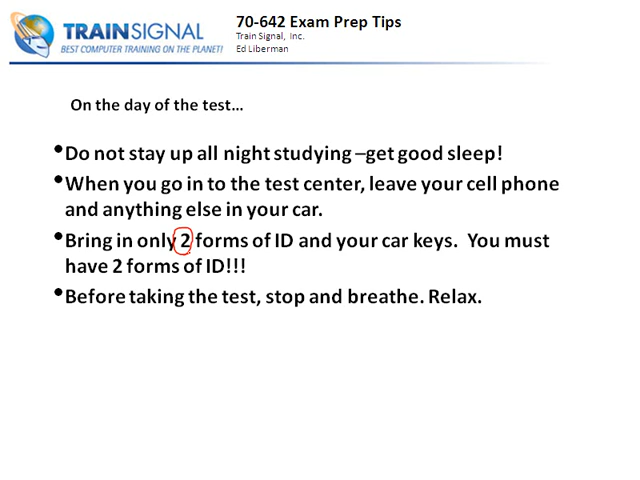 TRAINSIGNAL
BEST COMPUTER TRAINING ON THE PLANET!
70-642 Exam Prep Tips
Train Signal, Inc.
Ed Liberman
On the day of the test…
•Do not stay up all night studying –get good sleep!
•When you go in to the test center, leave your cell phone
and anything else in your car.
•Bring in only 2 forms of ID and your car keys.  You must
have 2 forms of ID!!!
•Before taking the test, stop and breathe. Relax.